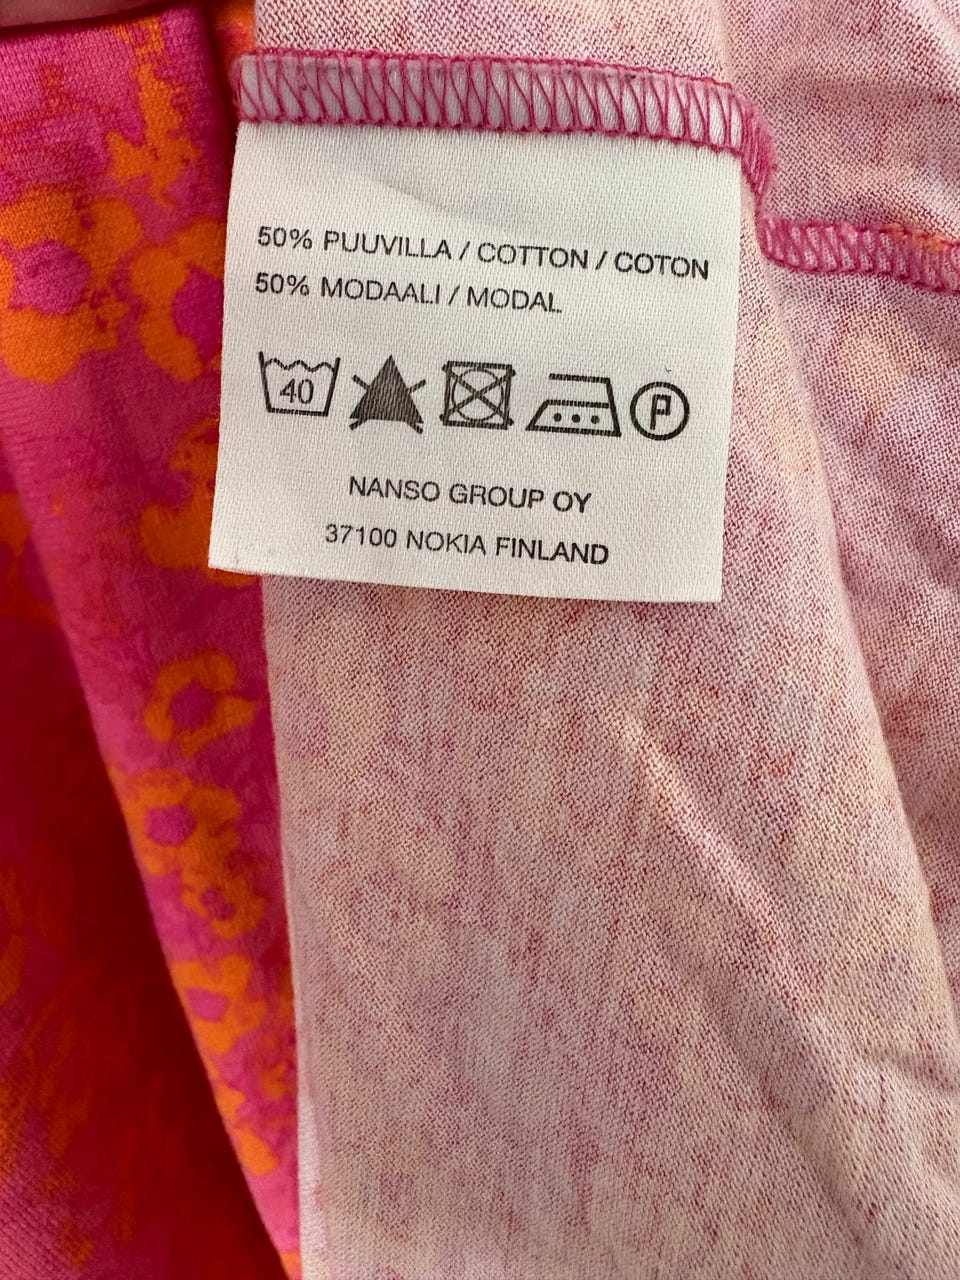 50% PUUVILLA / COTTON / COTON
50% MODAALI / MODAL
40 P
NANSO GROUP OY
37100 NOKIA FINLAND